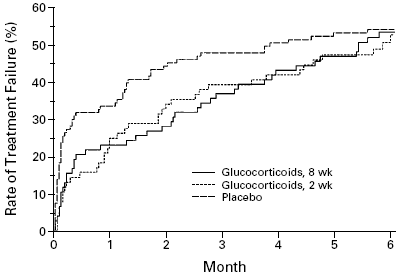 Rate of Treatment Failure (%)
60
50
40
30
20
10
0
Glucocorticoids, 8 wk
Glucocorticoids, 2 wk
Placebo
0 1 2 3 4 5 6
Month